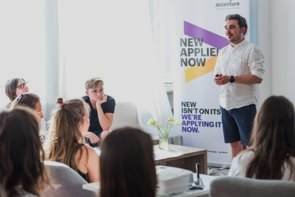 accenture
NEW
APPLIED
NOW
NEW
ISN'T ON ITS
WE'RE
APPLYING IT
NOW.